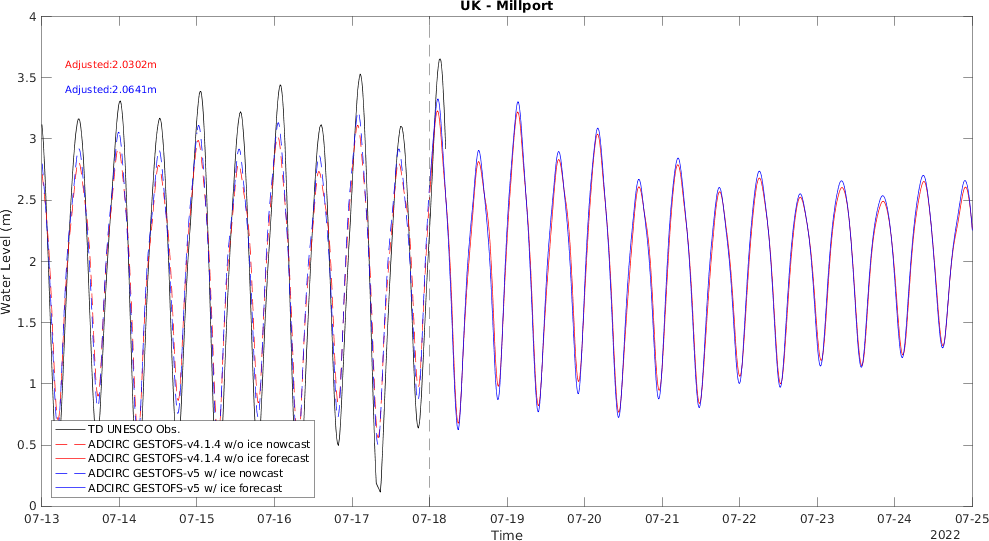 UK - Millport
4
3.5
3
2.5
2
1.5
1
0.5
0
Water Level (m)
Adjusted:2.0302m
Adjusted:2.0641m
TD UNESCO Obs.
ADCIRC GESTOFS-v4.1.4 w/o ice nowcast
ADCIRC GESTOFS-v4.1.4 w/o ice forecast
ADCIRC GESTOFS-v5 w/ ice nowcast
ADCIRC GESTOFS-v5 w/ ice forecast
07-13 07-14 07-15 07-16 07-17 07-18 07-19 07-20 07-21 07-22 07-23 07-24 07-25
Time
2022